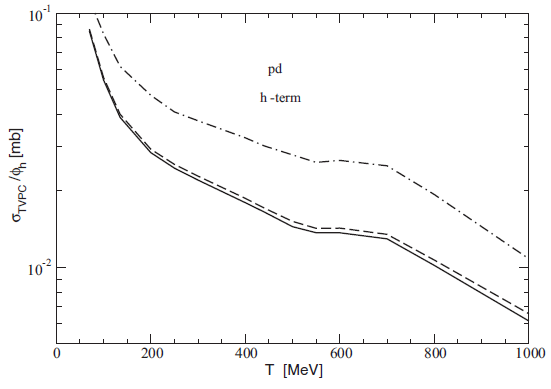 10-1
pd
h-term
σTVPC/ϕh [mb]
10-2
0 200 400 600 800 1000
T [MeV]